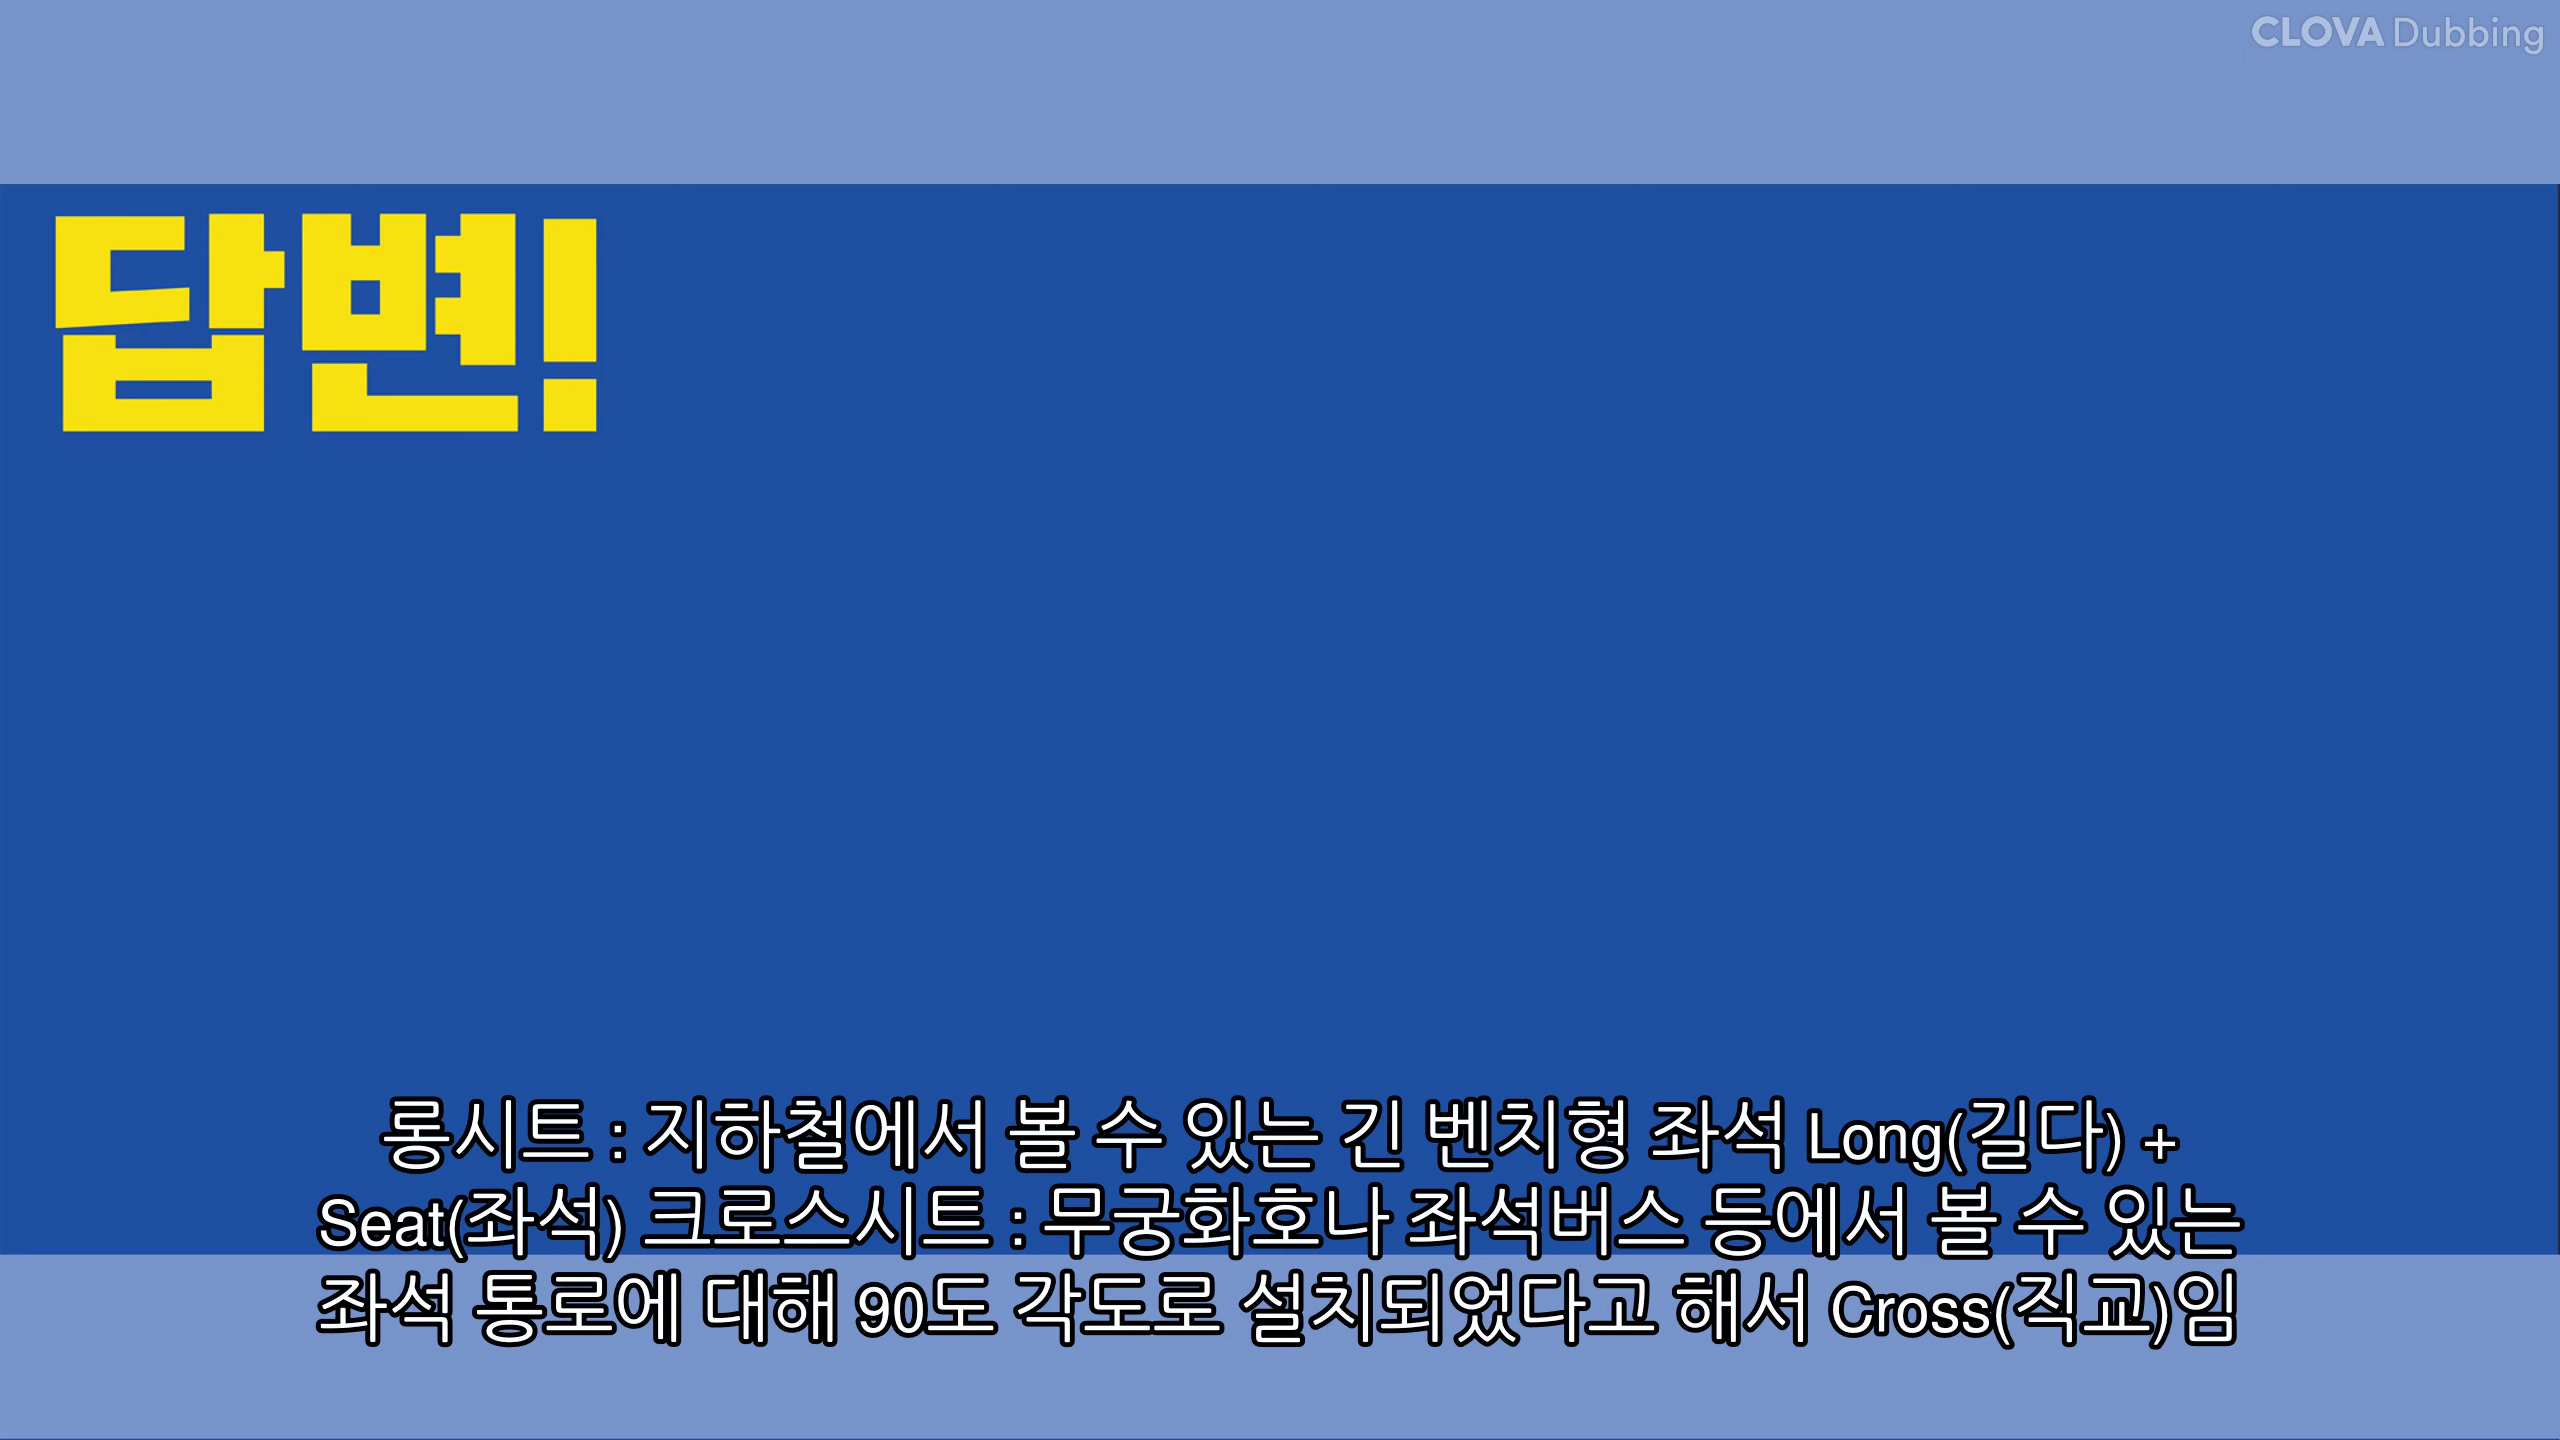 CLOVA Dubbing
답변!
롱시트 : 지하철에서 볼 수 있는 긴 벤치형 좌석 Long(길다) +
Seat(좌석) 크로스시트 : 무궁화호나 좌석버스 등에서 볼 수 있는
좌석 통로에 대해 90도 각도로 설치되었다고 해서 Cross(직교)임